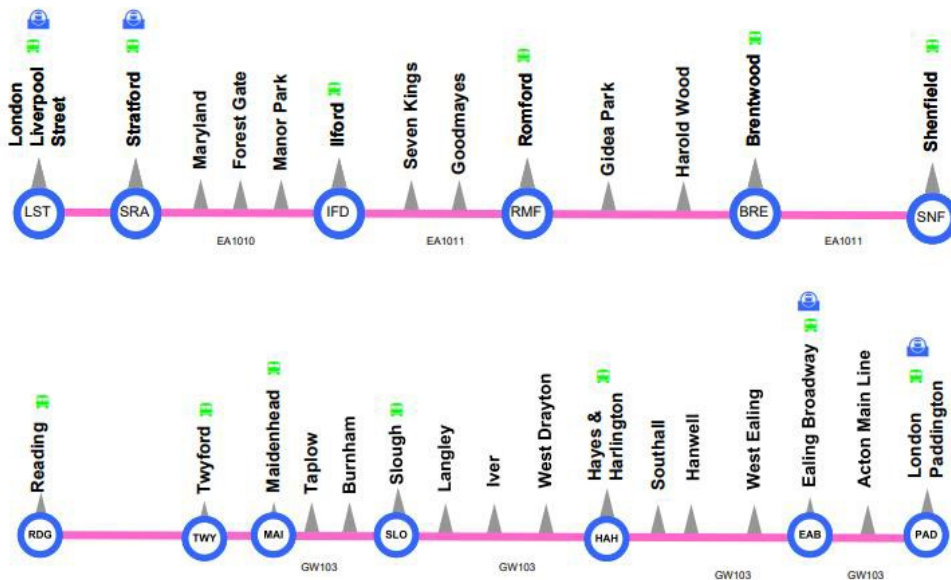 London
Liverpool
Street
Stratford
Maryland
Forest Gate
Manor Park
Ilford
Seven Kings
Goodmayes
Romford
Gidea Park
Harold Wood
Brentwood
Shenfield
LST
SRA
IFD
RMF
BRE
SNF
EA1010
EA1011
EA1011
Reading
Twyford
Maidenhead
Taplow
Burnham
Slough
Langley
Iver
West Drayton
Hayes &
Harlington
Southall
Hanwell
West Ealing
Ealing Broadway
Acton Main Line
London
Paddington
RDG
TWY
MAI
SLO
HAH
EAB
PAD
GW103
GW103
GW103
GW103